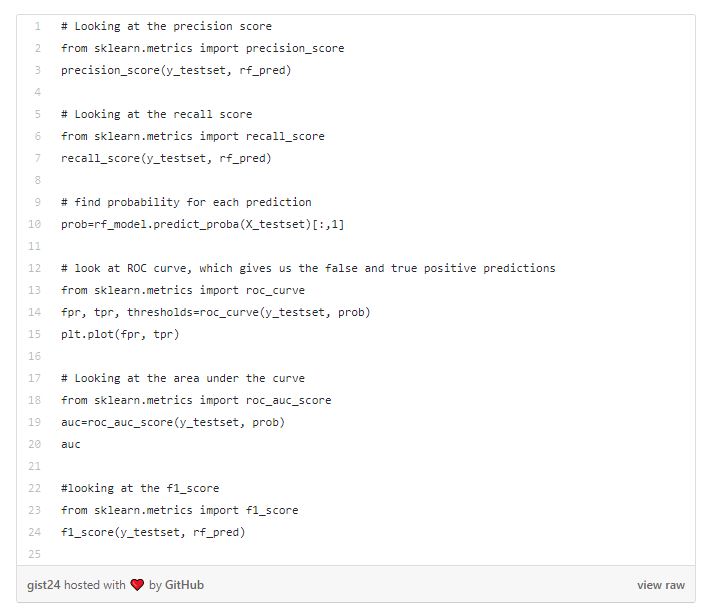 1 # Looking at the precision score
2 from sklearn.metrics import precision_score
3 precision_score(y_testset, rf_pred)
4
5 # Looking at the recall score
6 from sklearn.metrics import recall_score
7 recall_score(y_testset, rf_pred)
8
9 # find probability for each prediction
10 prob=rf_model.predict_proba(X_testset)[:,1]
11
12 # look at ROC curve, which gives us the false and true positive predictions
13 from sklearn.metrics import roc_curve
14 fpr, tpr, thresholds=roc_curve(y_testset, prob)
15 plt.plot(fpr, tpr)
16
17 # Looking at the area under the curve
18 from sklearn.metrics import roc_auc_score
19 auc=roc_auc_score(y_testset, prob)
20 auc
21
22 #looking at the f1_score
23 from sklearn.metrics import f1_score
24 f1_score(y_testset, rf_pred)
25
gist24 hosted with ❤ by GitHub view raw